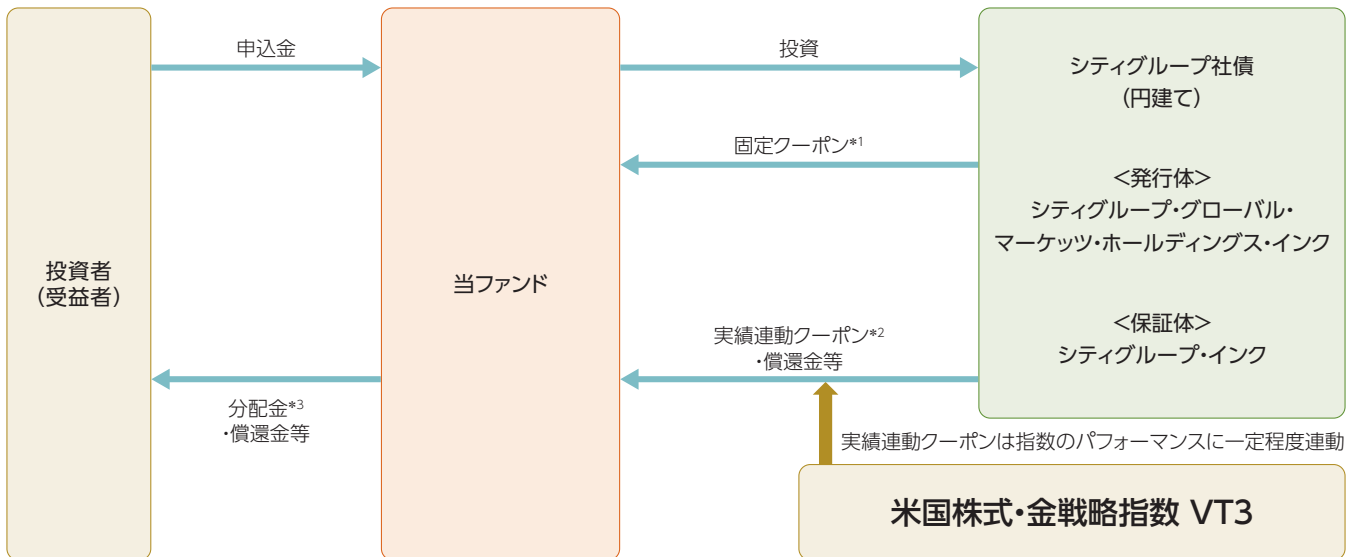 申込金
投資
シティグループ社債
(円建て)
固定クーポン*1
<発行体>
シティグループ・グローバル・
マーケッツ・ホールディングス・インク
投資者
(受益者)
当ファンド
実績連動クーポン*2
・償還金等
<保証体>
シティグループ・インク
分配金*3
・償還金等
実績連動クーポンは指数のパフォーマンスに一定程度連動
米国株式・金戦略指数 VT3